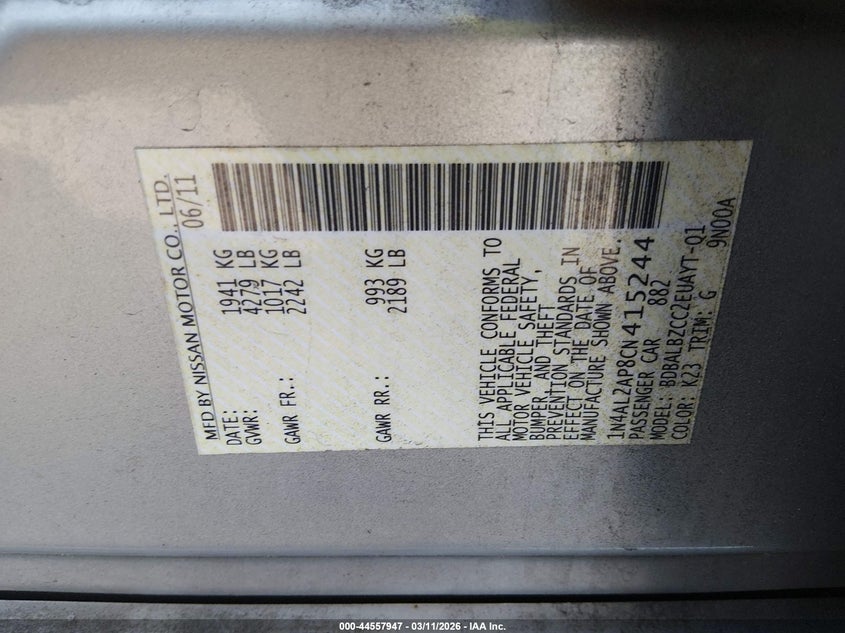 MFD BY NISSAN MOTOR CO., LTD.
DATE: 06/11
GVWR: 1941 KG
4279 LB
GAWR FR.: 1017 KG
2242 LB
GAWR RR.: 993 KG
2189 LB
THIS VEHICLE CONFORMS TO
ALL APPLICABLE FEDERAL
MOTOR VEHICLE SAFETY,
BUMPER, AND THEFT
PREVENTION STANDARDS IN
EFFECT ON THE DATE OF
MANUFACTURE SHOWN ABOVE.
1N4AL2AP8CN415244
PASSENGER CAR 882
MODEL: BDBALBZCC2EUAYT-Q1
COLOR: K23 TRIM: G 9N00A
000-44557947 - 03/11/2026 - IAA Inc.